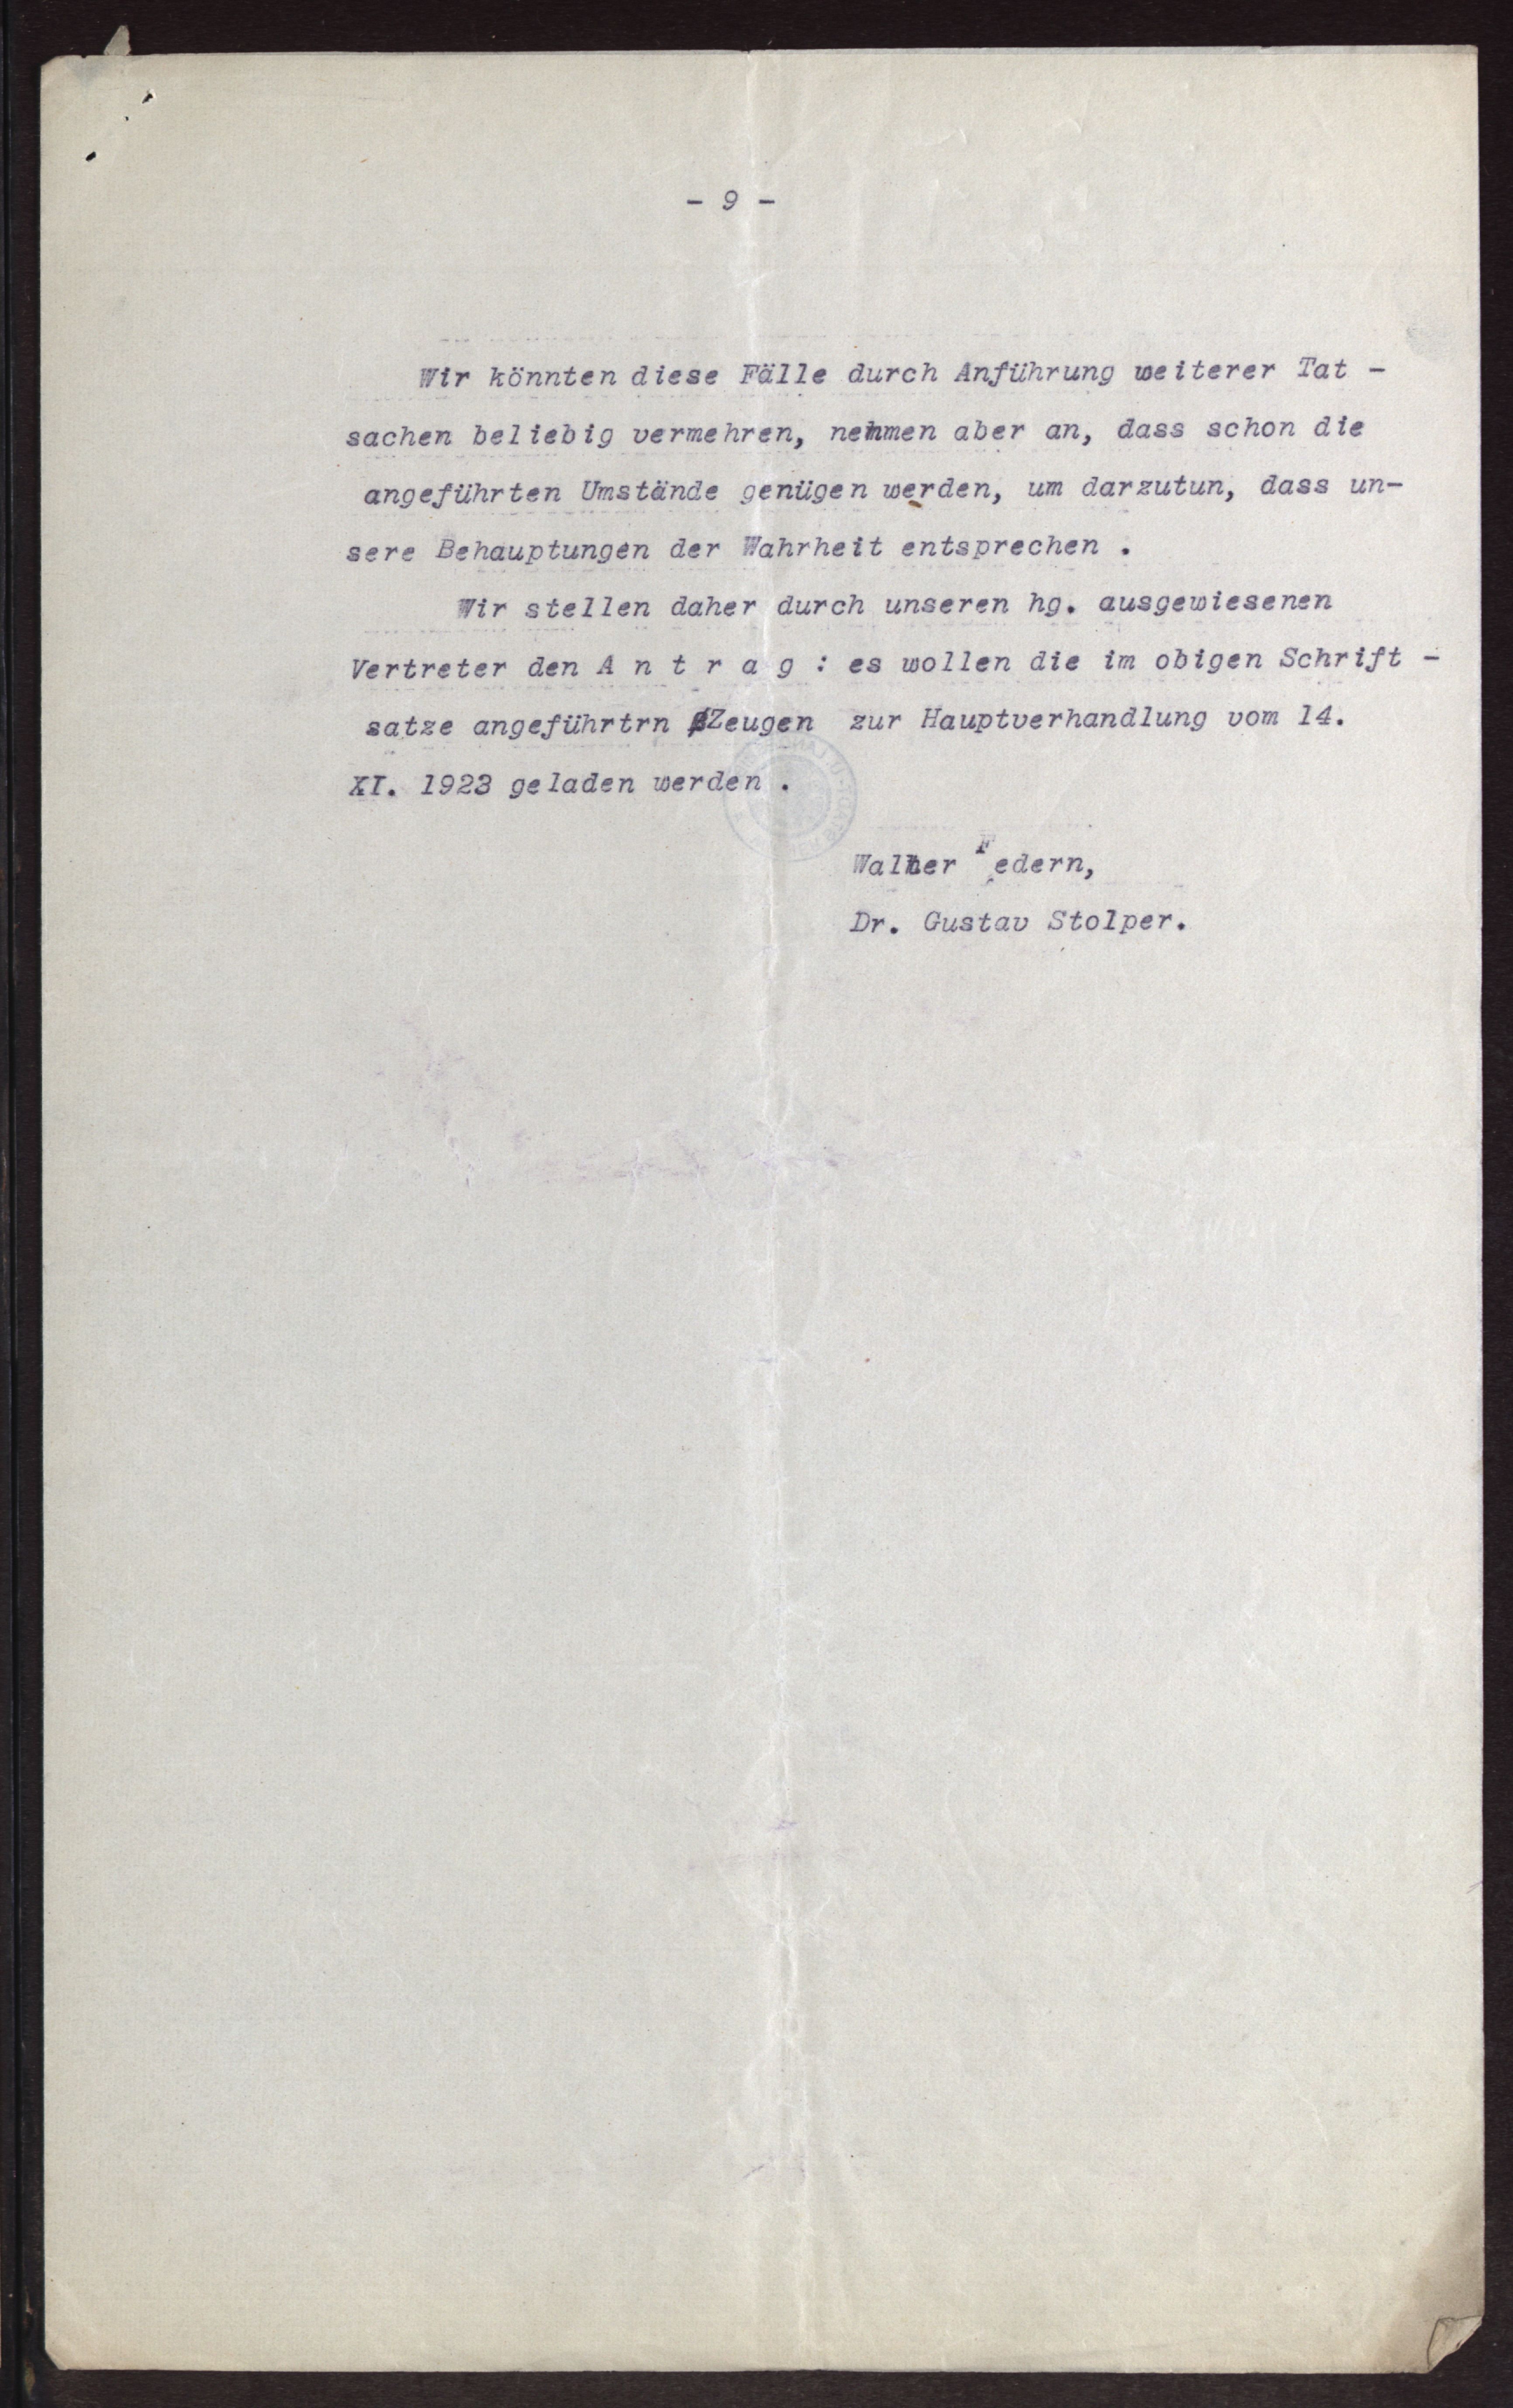 - 9 -
Wir könnten diese Fälle durch Anführung weiterer Tat -
sachen beliebig vermehren, nehmen aber an, dass schon die
angeführten Umstände genügen werden, um darzutun, dass un-
sere Behauptungen der Wahrheit entsprechen .
Wir stellen daher durch unseren hg. ausgewiesenen
Vertreter den A n t r a g : es wollen die im obigen Schrift -
satze angeführtrn Zeugen zur Hauptverhandlung vom 14.
XI. 1923 geladen werden .
Walter Federn,
Dr. Gustav Stolper.